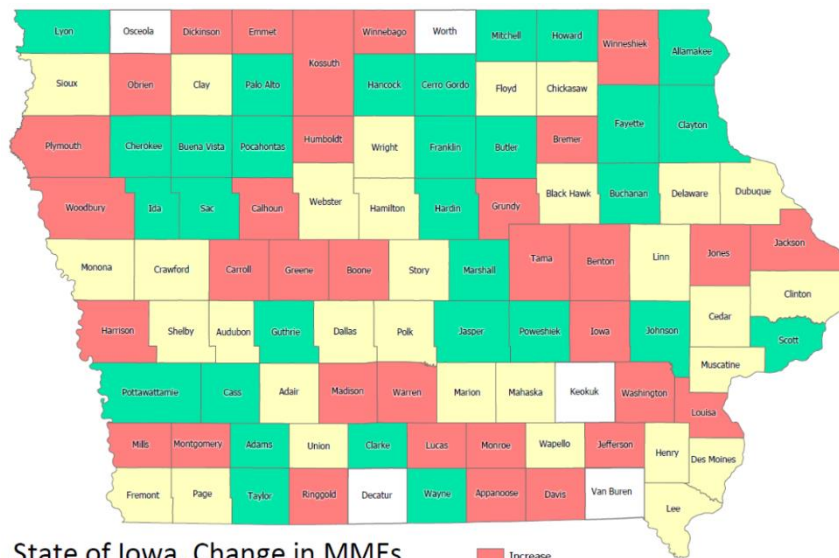 Lyon
Osceola
Dickinson
Emmet
Kossuth
Winnebago
Worth
Mitchell
Howard
Winneshiek
Allamakee
Sioux
Obrien
Clay
Palo Alto
Hancock
Cerro Gordo
Floyd
Chickasaw
Fayette
Clayton
Plymouth
Cherokee
Buena Vista
Pocahontas
Humboldt
Wright
Franklin
Butler
Bremer
Woodbury
Ida
Sac
Calhoun
Webster
Hamilton
Hardin
Grundy
Black Hawk
Buchanan
Delaware
Dubuque
Monona
Crawford
Carroll
Greene
Boone
Story
Marshall
Tama
Benton
Linn
Jones
Jackson
Clinton
Harrison
Shelby
Audubon
Guthrie
Dallas
Polk
Jasper
Poweshiek
Iowa
Johnson
Cedar
Scott
Muscatine
Pottawattamie
Cass
Adair
Madison
Warren
Marion
Mahaska
Keokuk
Washington
Louisa
Mills
Montgomery
Adams
Union
Clarke
Lucas
Monroe
Wapello
Jefferson
Henry
Des Moines
Fremont
Page
Taylor
Ringgold
Decatur
Wayne
Appanoose
Davis
Van Buren
Lee
State of Iowa, Change in MMEs
Increase